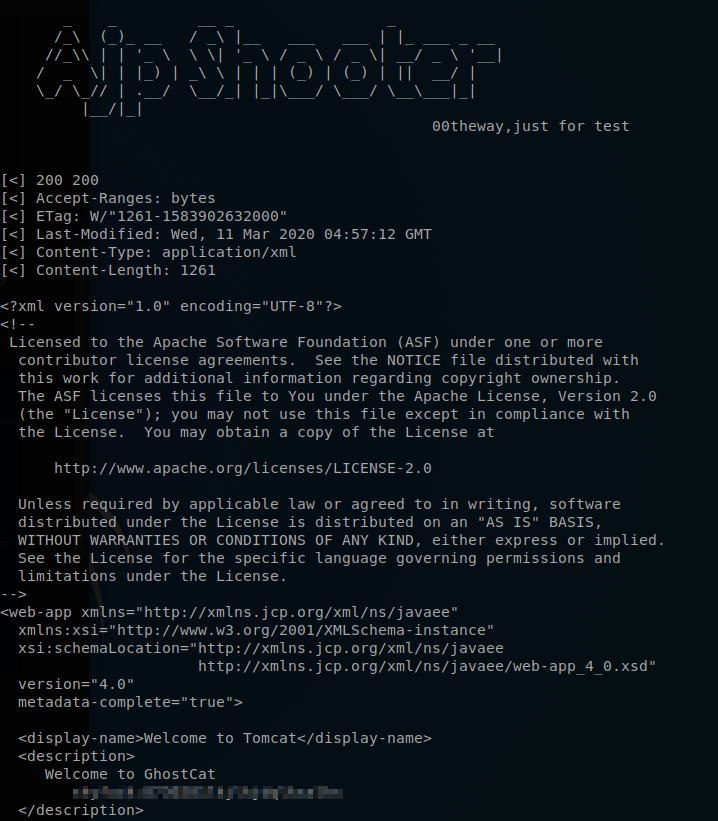 AjpShooter
00theway,just for test
[<] 200 200
[<] Accept-Ranges: bytes
[<] ETag: W/"1261-1583902632000"
[<] Last-Modified: Wed, 11 Mar 2020 04:57:12 GMT
[<] Content-Type: application/xml
[<] Content-Length: 1261
<?xml version="1.0" encoding="UTF-8"?>
<!--
Licensed to the Apache Software Foundation (ASF) under one or more
contributor license agreements.  See the NOTICE file distributed with
this work for additional information regarding copyright ownership.
The ASF licenses this file to You under the Apache License, Version 2.0
(the "License"); you may not use this file except in compliance with
the License.  You may obtain a copy of the License at
http://www.apache.org/licenses/LICENSE-2.0
Unless required by applicable law or agreed to in writing, software
distributed under the License is distributed on an "AS IS" BASIS,
WITHOUT WARRANTIES OR CONDITIONS OF ANY KIND, either express or implied.
See the License for the specific language governing permissions and
limitations under the License.
-->
<web-app xmlns="http://xmlns.jcp.org/xml/ns/javaee"
xmlns:xsi="http://www.w3.org/2001/XMLSchema-instance"
xsi:schemaLocation="http://xmlns.jcp.org/xml/ns/javaee
http://xmlns.jcp.org/xml/ns/javaee/web-app_4_0.xsd"
version="4.0"
metadata-complete="true">
<display-name>Welcome to Tomcat</display-name>
<description>
Welcome to GhostCat
</description>